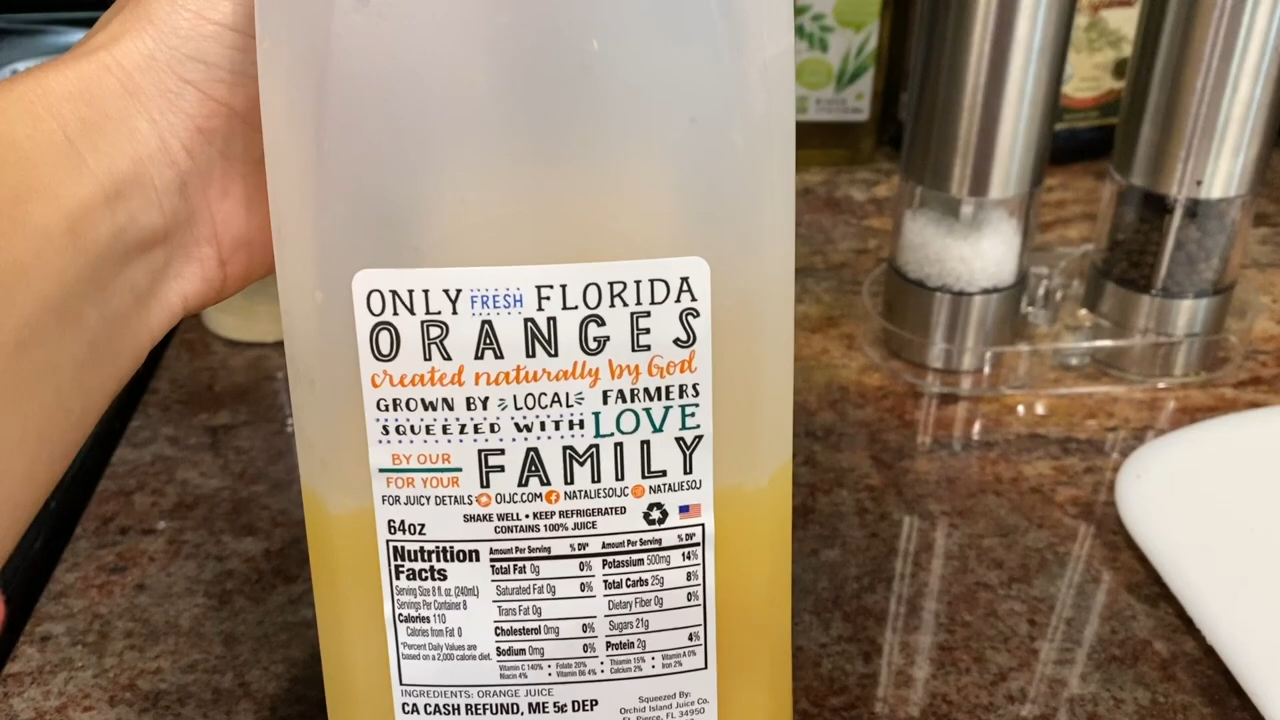 ONLY FRESH FLORIDA
ORANGES
created naturally by God
GROWN BY LOCAL FARMERS
SQUEEZED WITH LOVE
BY OUR
FOR YOUR
FAMILY
FOR JUICY DETAILS OIJC.COM NATALIESOIJC NATALIESOJ
64oz
SHAKE WELL • KEEP REFRIGERATED
CONTAINS 100% JUICE
Nutrition
Facts
Serving Size 8 fl. oz. (240mL)
Servings Per Container 8
Calories 110
Calories from Fat 0
*Percent Daily Values are
based on a 2,000 calorie diet.
Amount Per Serving % DV*
Total Fat 0g 0%
Saturated Fat 0g 0%
Trans Fat 0g
Cholesterol 0mg 0%
Sodium 0mg 0%
Amount Per Serving % DV*
Potassium 500mg 14%
Total Carbs 25g 8%
Dietary Fiber 0g 0%
Sugars 21g
Protein 2g 4%
Vitamin C 140% • Folate 20% • Thiamin 15% • Vitamin A 0%
Niacin 4% • Vitamin B6 4% • Calcium 2% • Iron 2%
INGREDIENTS: ORANGE JUICE
CA CASH REFUND, ME 5¢ DEP
Squeezed By:
Orchid Island Juice Co.
Ft. Pierce, FL 34950